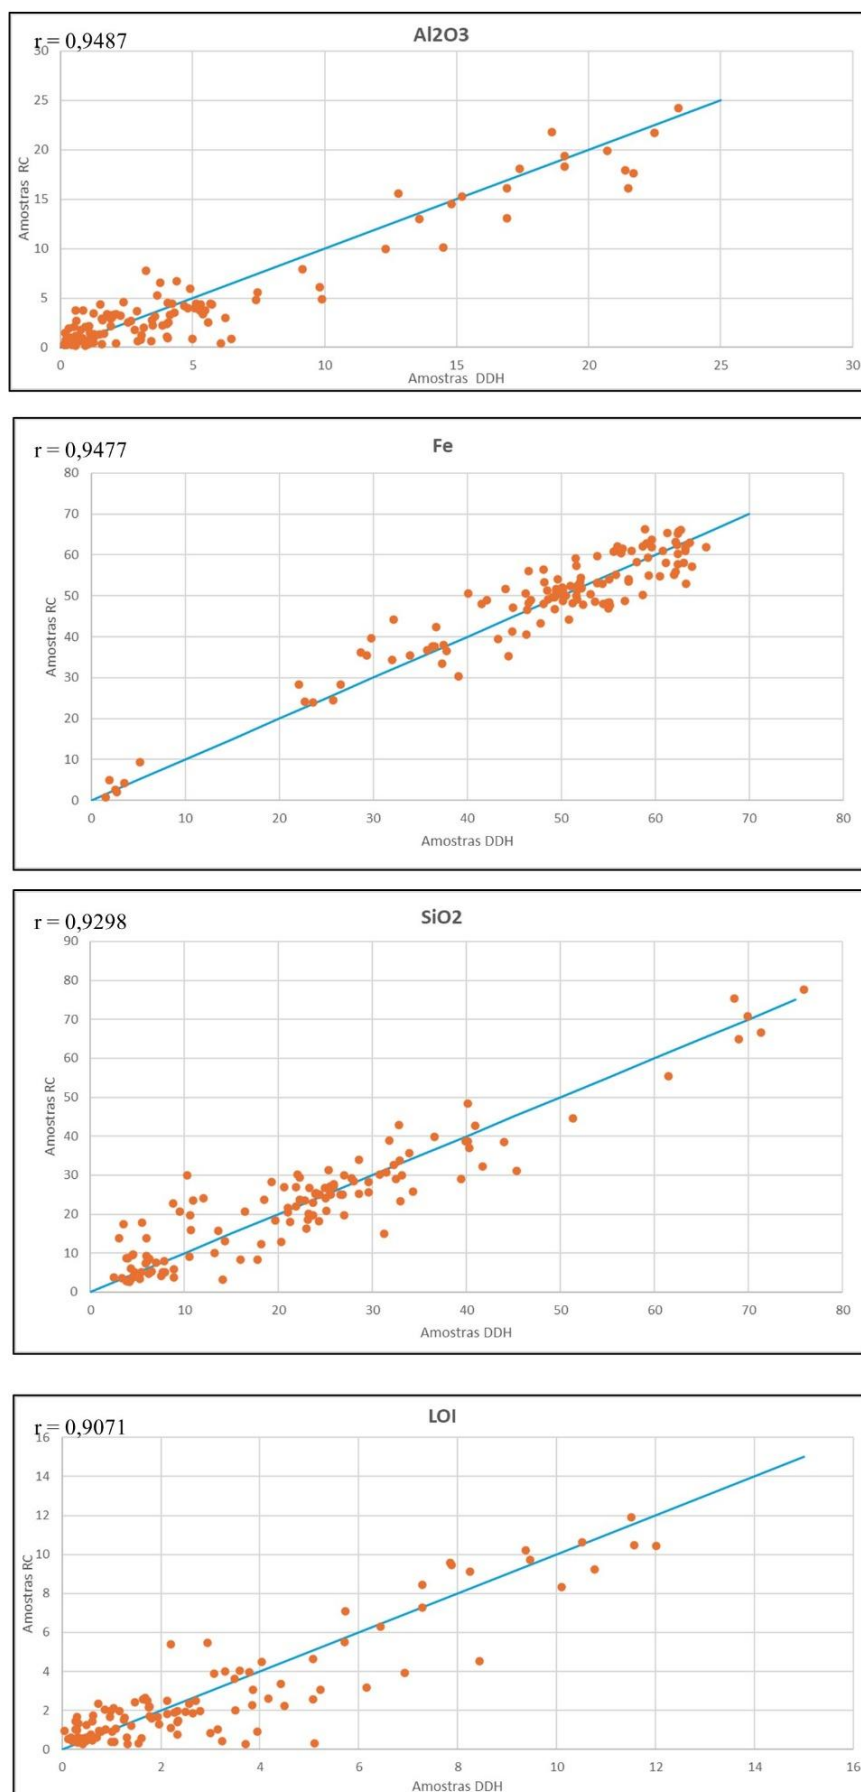 r = 0,9487
Al2O3
30
25
20
15
10
5
0
Amostras RC
0 5 10 15 20 25 30
Amostras DDH
r = 0,9477
Fe
80
70
60
50
40
30
20
10
0
Amostras RC
0 10 20 30 40 50 60 70 80
Amostras DDH
r = 0,9298
SiO2
90
80
70
60
50
40
30
20
10
0
Amostras RC
0 10 20 30 40 50 60 70 80
Amostras DDH
r = 0,9071
LOI
16
14
12
10
8
6
4
2
0
Amostras RC
0 2 4 6 8 10 12 14 16
Amostras DDH